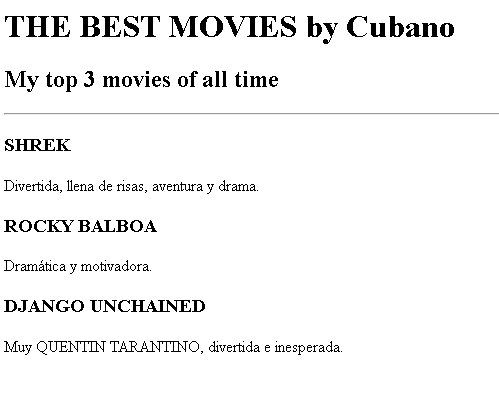 THE BEST MOVIES by Cubano
My top 3 movies of all time
SHREK
Divertida, llena de risas, aventura y drama.
ROCKY BALBOA
Dramática y motivadora.
DJANGO UNCHAINED
Muy QUENTIN TARANTINO, divertida e inesperada.